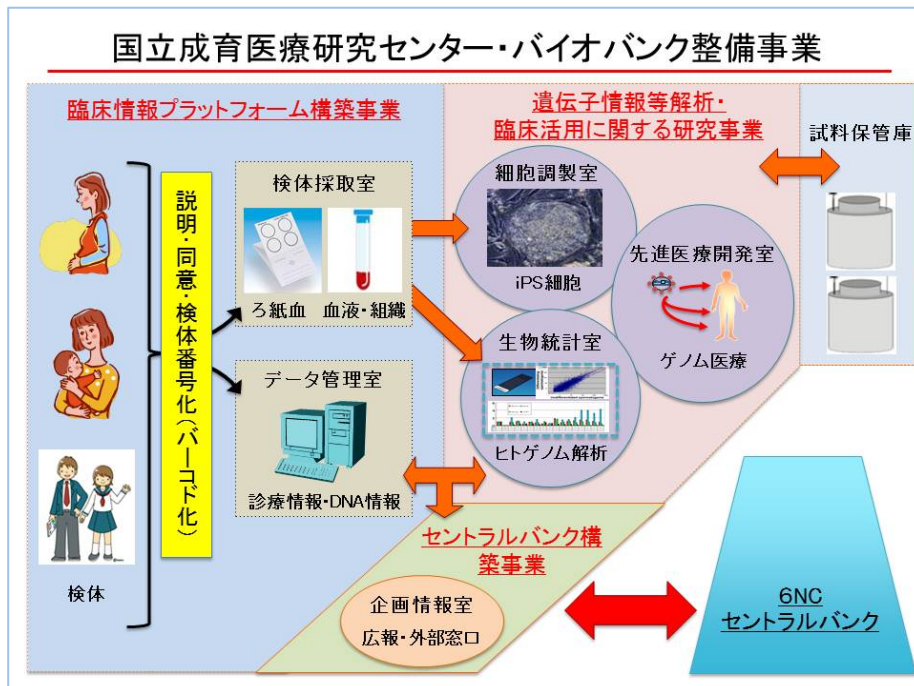 国立成育医療研究センター・バイオバンク整備事業
臨床情報プラットフォーム構築事業
検体
説明・同意・検体番号化(バーコード化)
検体採取室
ろ紙血 血液・組織
データ管理室
診療情報・DNA情報
遺伝子情報等解析・
臨床活用に関する研究事業
細胞調製室
iPS細胞
先進医療開発室
ゲノム医療
生物統計室
ヒトゲノム解析
試料保管庫
セントラルバンク構
築事業
企画情報室
広報・外部窓口
6NC
セントラルバンク